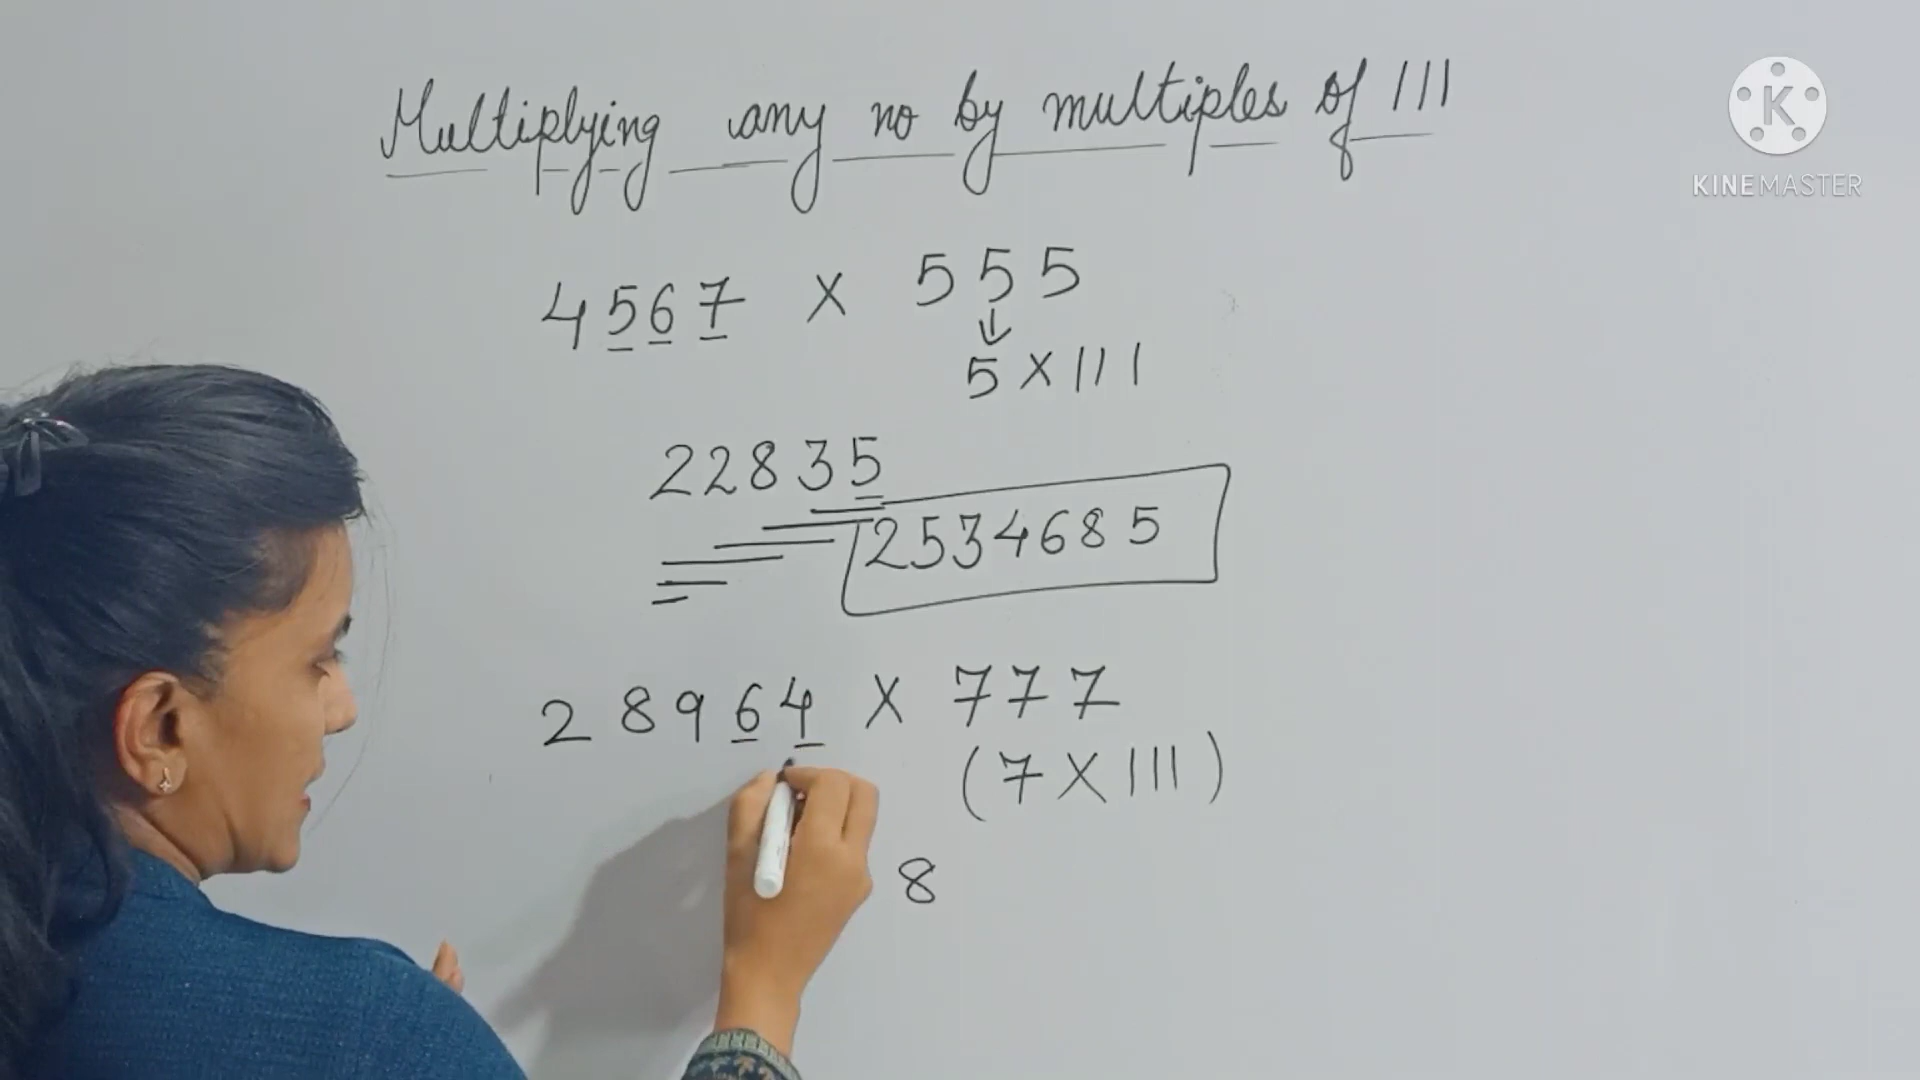 Multiplying any no by multiples of 111
KINEMASTER
4567 X 555
5 X 111
22835
2534685
28964 X 777
(7 X 111)
8